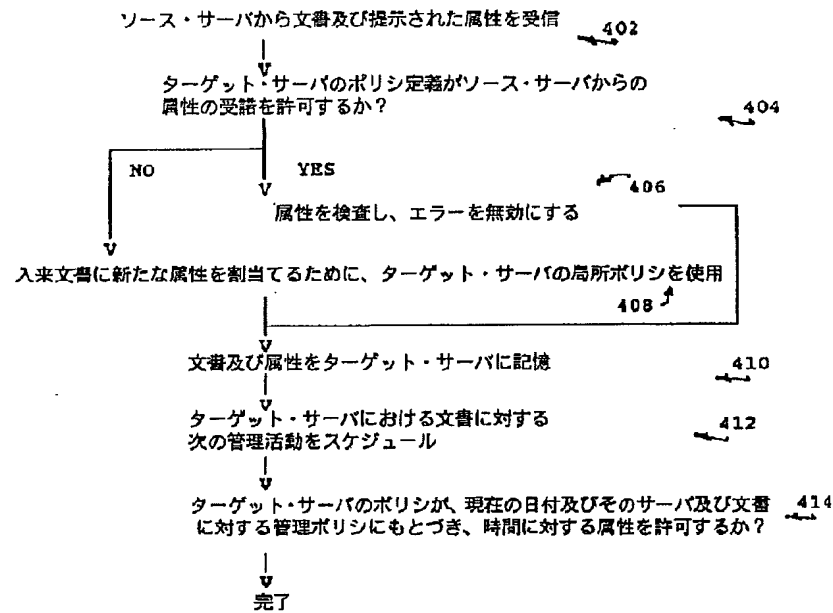 ソース・サーバから文書及び提示された属性を受信
402
ターゲット・サーバのポリシ定義がソース・サーバからの
属性の受諾を許可するか?
404
NO
YES
406
属性を検査し、エラーを無効にする
入来文書に新たな属性を割当てるために、ターゲット・サーバの局所ポリシを使用
408
文書及び属性をターゲット・サーバに記憶
410
ターゲット・サーバにおける文書に対する
次の管理活動をスケジュール
412
ターゲット・サーバのポリシが、現在の日付及びそのサーバ及び文書
に対する管理ポリシにもとづき、時間に対する属性を許可するか?
414
完了